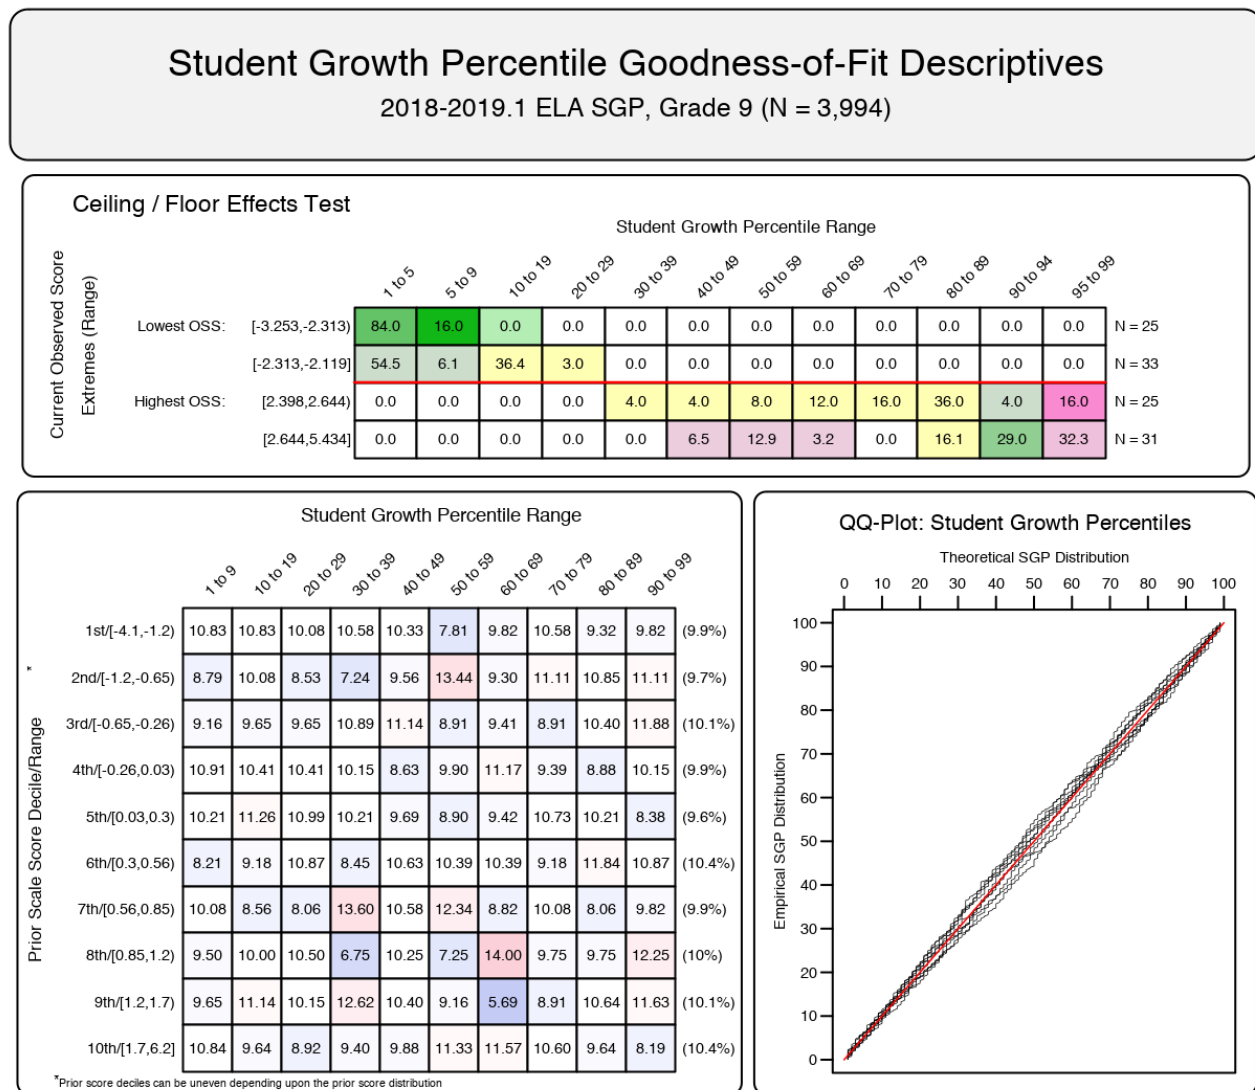 Student Growth Percentile Goodness-of-Fit Descriptives
2018-2019.1 ELA SGP, Grade 9 (N = 3,994)
Ceiling / Floor Effects Test
Student Growth Percentile Range
Current Observed Score
Extremes (Range)
1 to 5 5 to 9 10 to 19 20 to 29 30 to 39 40 to 49 50 to 59 60 to 69 70 to 79 80 to 89 90 to 94 95 to 99
Lowest OSS: [-3.253,-2.313) 84.0 16.0 0.0 0.0 0.0 0.0 0.0 0.0 0.0 0.0 0.0 0.0 N = 25
[-2.313,-2.119] 54.5 6.1 36.4 3.0 0.0 0.0 0.0 0.0 0.0 0.0 0.0 0.0 N = 33
Highest OSS: [2.398,2.644) 0.0 0.0 0.0 0.0 4.0 4.0 8.0 12.0 16.0 36.0 4.0 16.0 N = 25
[2.644,5.434] 0.0 0.0 0.0 0.0 0.0 6.5 12.9 3.2 0.0 16.1 29.0 32.3 N = 31
Student Growth Percentile Range
Prior Scale Score Decile/Range *
1 to 9 10 to 19 20 to 29 30 to 39 40 to 49 50 to 59 60 to 69 70 to 79 80 to 89 90 to 99
1st/[-4.1,-1.2) 10.83 10.83 10.08 10.58 10.33 7.81 9.82 10.58 9.32 9.82 (9.9%)
2nd/[-1.2,-0.65) 8.79 10.08 8.53 7.24 9.56 13.44 9.30 11.11 10.85 11.11 (9.7%)
3rd/[-0.65,-0.26) 9.16 9.65 9.65 10.89 11.14 8.91 9.41 8.91 10.40 11.88 (10.1%)
4th/[-0.26,0.03) 10.91 10.41 10.41 10.15 8.63 9.90 11.17 9.39 8.88 10.15 (9.9%)
5th/[0.03,0.3) 10.21 11.26 10.99 10.21 9.69 8.90 9.42 10.73 10.21 8.38 (9.6%)
6th/[0.3,0.56) 8.21 9.18 10.87 8.45 10.63 10.39 10.39 9.18 11.84 10.87 (10.4%)
7th/[0.56,0.85) 10.08 8.56 8.06 13.60 10.58 12.34 8.82 10.08 8.06 9.82 (9.9%)
8th/[0.85,1.2) 9.50 10.00 10.50 6.75 10.25 7.25 14.00 9.75 9.75 12.25 (10%)
9th/[1.2,1.7) 9.65 11.14 10.15 12.62 10.40 9.16 5.69 8.91 10.64 11.63 (10.1%)
10th/[1.7,6.2] 10.84 9.64 8.92 9.40 9.88 11.33 11.57 10.60 9.64 8.19 (10.4%)
*Prior score deciles can be uneven depending upon the prior score distribution
QQ-Plot: Student Growth Percentiles
Theoretical SGP Distribution
0 10 20 30 40 50 60 70 80 90 100
Empirical SGP Distribution
100
90
80
70
60
50
40
30
20
10
0